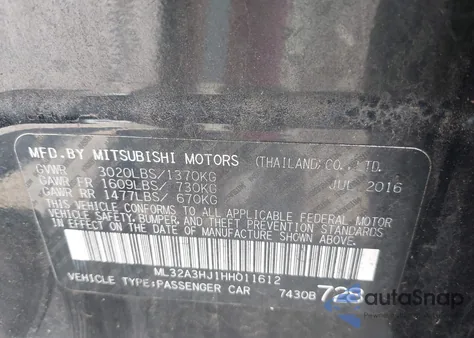 MFD.BY MITSUBISHI MOTORS (THAILAND) CO., LTD.
GVWR 3020LBS/1370KG JUL 2016
GAWR FR 1609LBS/ 730KG
GAWR RR 1477LBS/ 670KG
THIS VEHICLE CONFORMS TO ALL APPLICABLE FEDERAL MOTOR
VEHICLE SAFETY, BUMPER, AND THEFT PREVENTION STANDARDS
IN EFFECT ON THE DATE OF MANUFACTURE SHOWN ABOVE.
ML32A3HJ1HH011612
VEHICLE TYPE:PASSENGER CAR 7430B 728
autoSnap